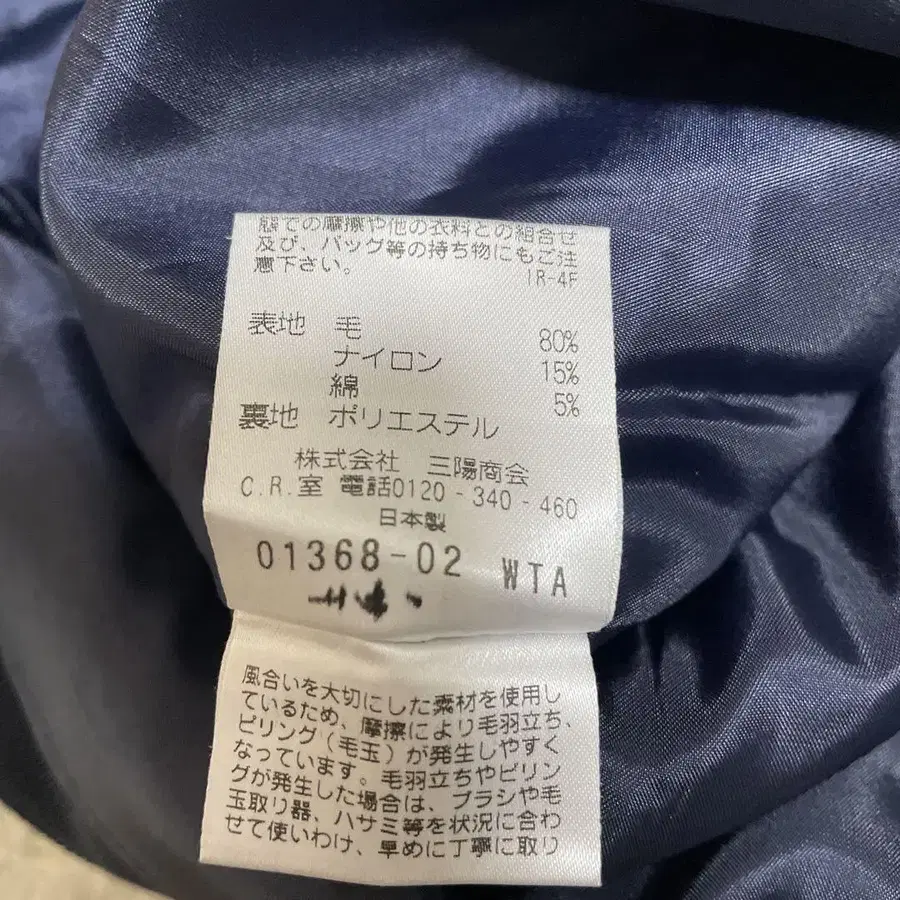 態での摩擦や他の衣料との組合せ
及び、バッグ等の持ち物にもご注
意下さい。
IR-4F
表地 毛 80%
ナイロン 15%
綿 5%
裏地 ポリエステル
株式会社 三陽商会
C.R.室 電話0120-340-460
日本製
01368-02 WTA
風合いを大切にした素材を使用し
ているため、摩擦により毛羽立ち、
ピリング(毛玉)が発生しやすく
なっています。毛羽立ちやピリン
グが発生した場合は、ブラシや毛
玉取り器、ハサミ等を状況に合わ
せて使いわけ、早めに丁寧に取り